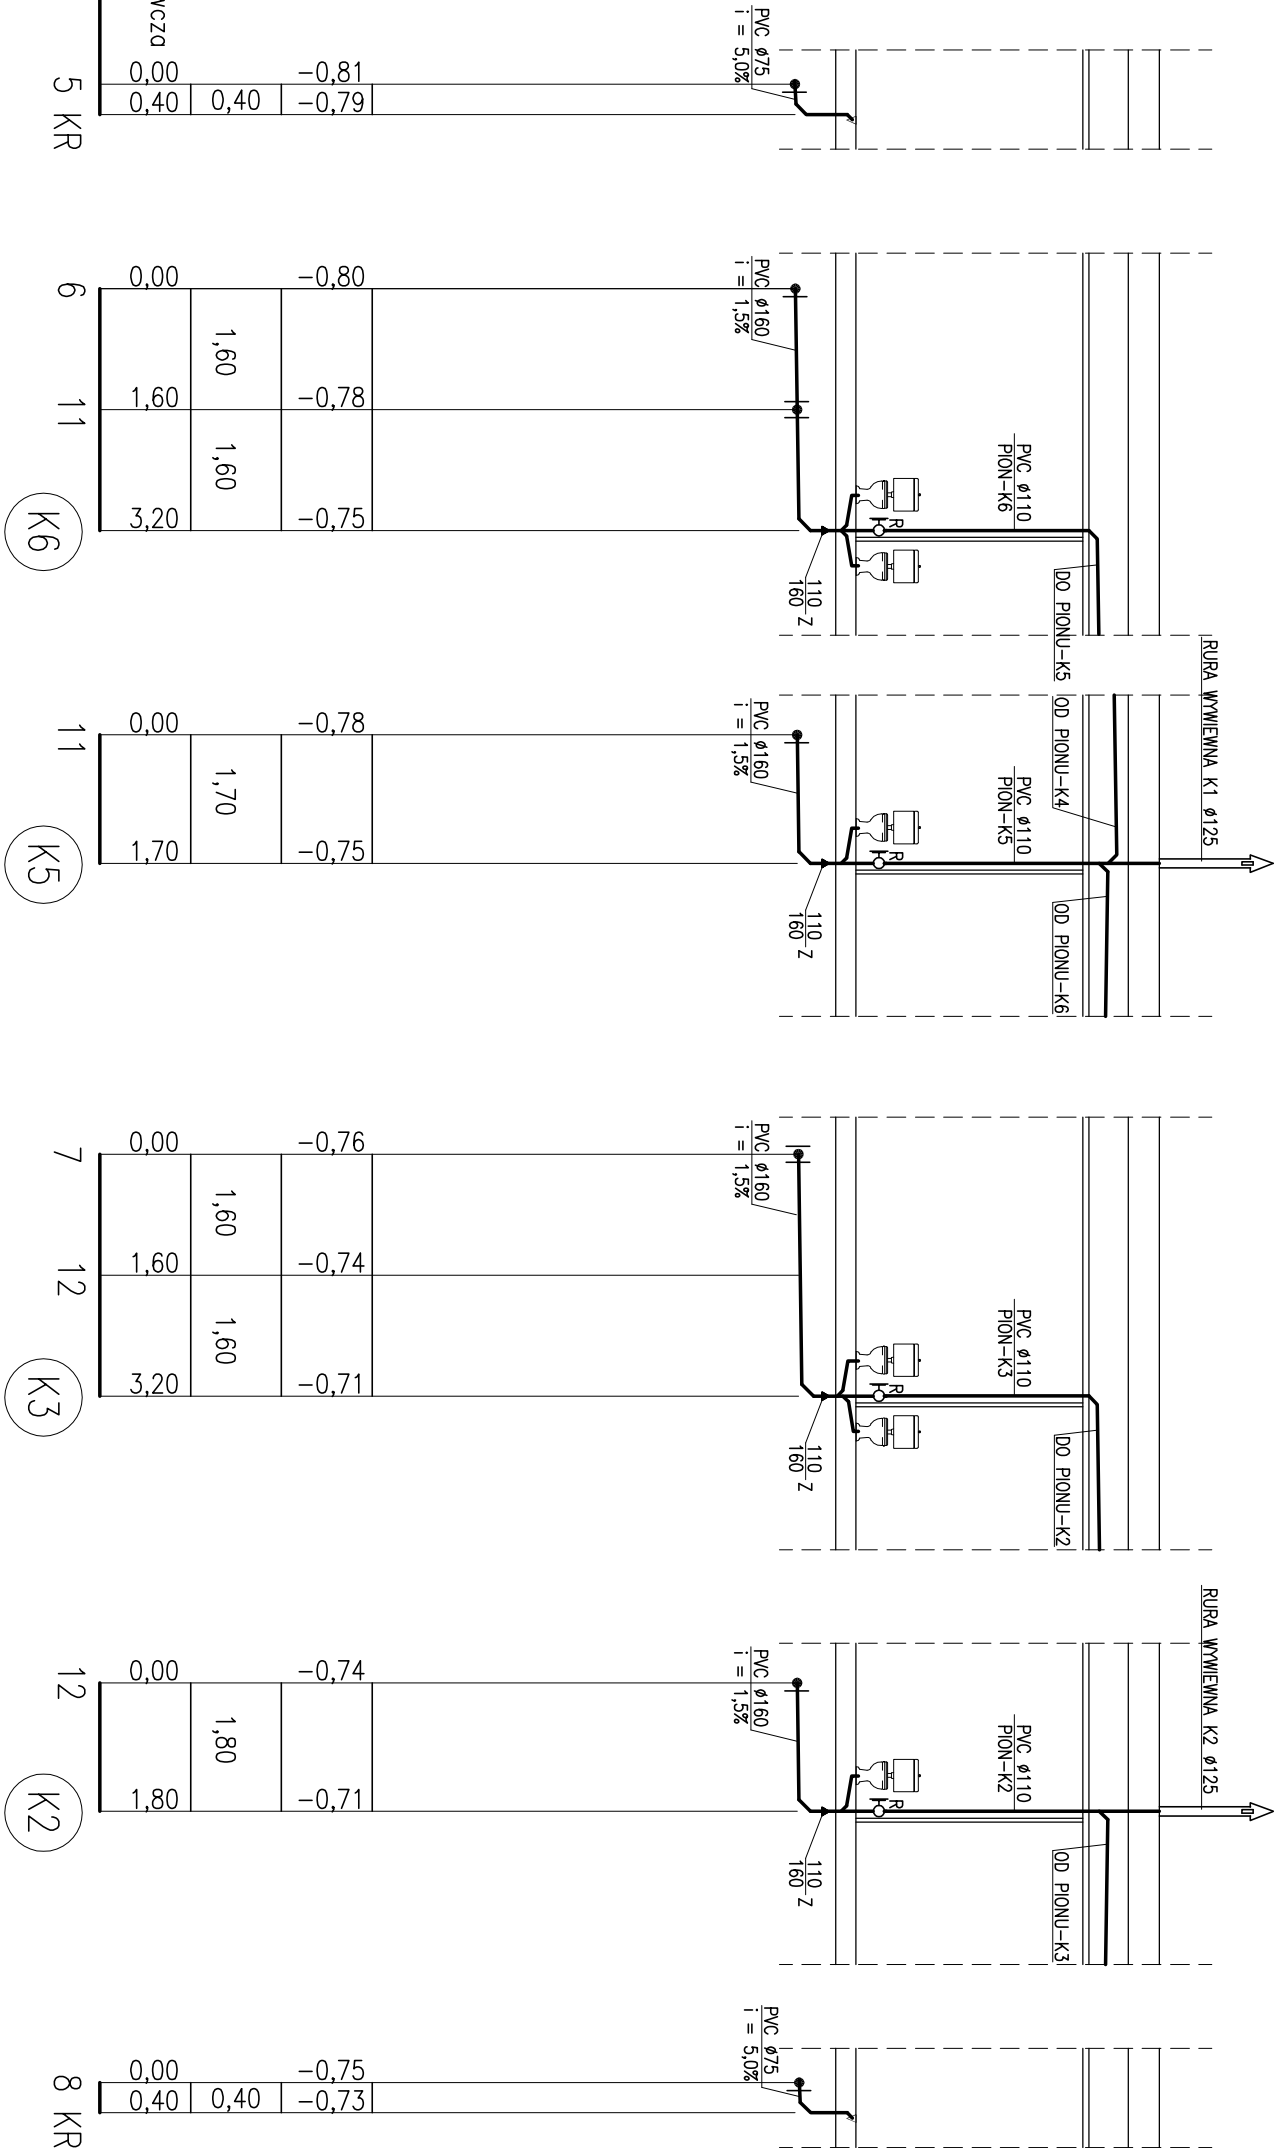 wcza
PVC ø75
i = 5,0%
0,00
-0,81
0,40
0,40
-0,79
5
KR
PVC ø160
i = 1,5%
PVC ø110
PION-K6
R
110
160
Z
DO PIONU-K5
0,00
-0,80
1,60
1,60
-0,78
1,60
3,20
-0,75
6
11
K6
RURA WYWIEWNA K1 ø125
OD PIONU-K4
PVC ø160
i = 1,5%
PVC ø110
PION-K5
R
110
160
Z
OD PIONU-K6
0,00
-0,78
1,70
1,70
-0,75
11
K5
PVC ø160
i = 1,5%
PVC ø110
PION-K3
R
110
160
Z
DO PIONU-K2
0,00
-0,76
1,60
1,60
-0,74
1,60
3,20
-0,71
7
12
K3
RURA WYWIEWNA K2 ø125
PVC ø160
i = 1,5%
PVC ø110
PION-K2
R
110
160
Z
OD PIONU-K3
0,00
-0,74
1,80
1,80
-0,71
12
K2
PVC ø75
i = 5,0%
0,00
-0,75
0,40
0,40
-0,73
8
KR